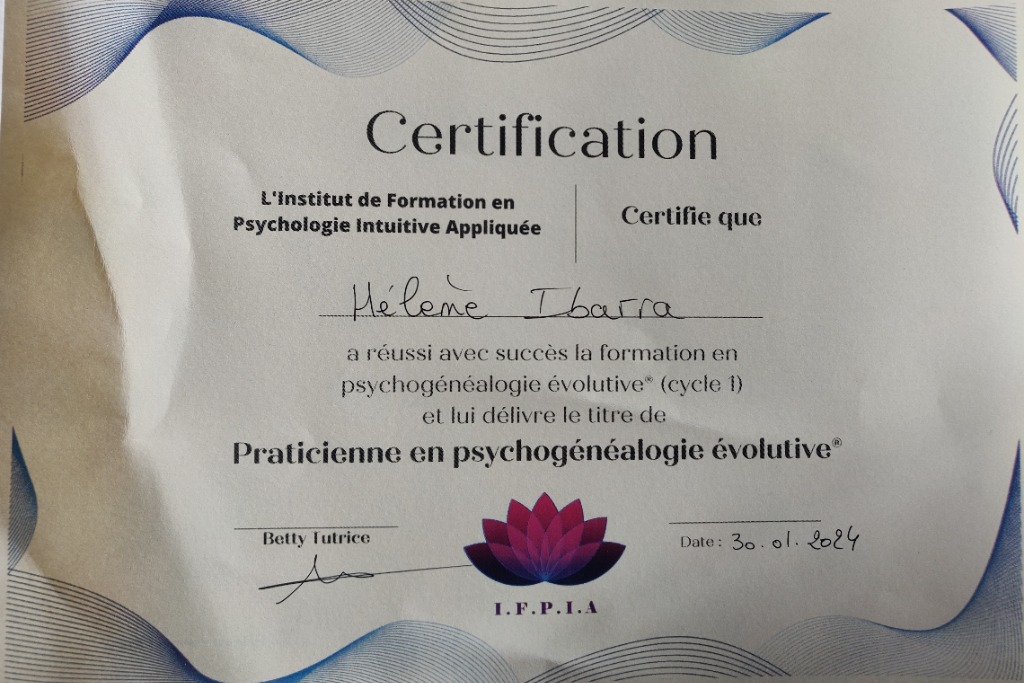 Certification
L'Institut de Formation en
Psychologie Intuitive Appliquée
Certifie que
Hélène Ibarra
a réussi avec succès la formation en
psychogénéalogie évolutive® (cycle 1)
et lui délivre le titre de
Praticienne en psychogénéalogie évolutive®
Betty Tutrice
Date : 30.01.2024
I.F.P.I.A